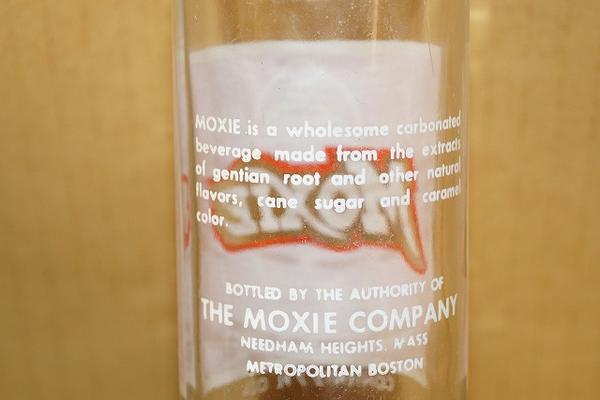 MOXIE is a wholesome carbonated
beverage made from the extracts
of gentian root and other natural
flavors, cane sugar and caramel
color.
MOXIE
BOTTLED BY THE AUTHORITY OF
THE MOXIE COMPANY
NEEDHAM HEIGHTS, MASS
METROPOLITAN BOSTON